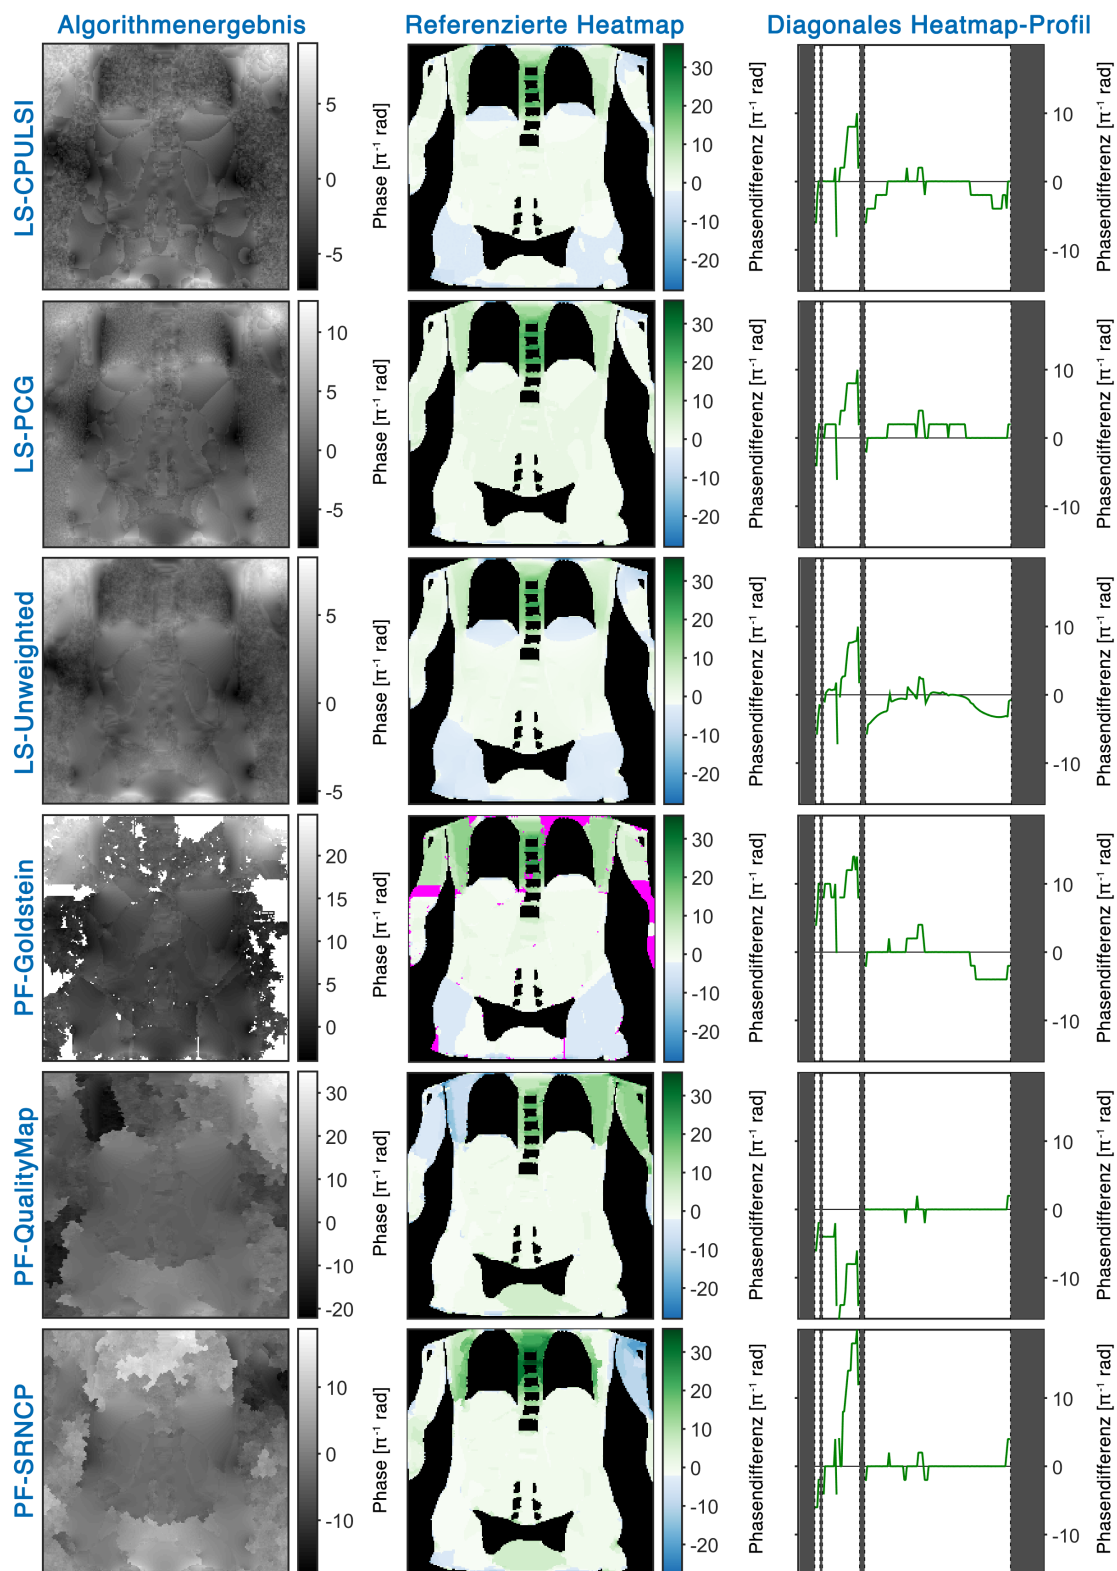 Algorithmenergebnis
Referenzierte Heatmap
Diagonales Heatmap-Profil
LS-CPULSI
5
0
-5
Phase [π⁻¹ rad]
30
20
10
0
-10
-20
Phasendifferenz [π⁻¹ rad]
10
0
-10
Phasendifferenz [π⁻¹ rad]
LS-PCG
10
5
0
-5
Phase [π⁻¹ rad]
30
20
10
0
-10
-20
Phasendifferenz [π⁻¹ rad]
10
0
-10
Phasendifferenz [π⁻¹ rad]
LS-Unweighted
5
0
-5
Phase [π⁻¹ rad]
30
20
10
0
-10
-20
Phasendifferenz [π⁻¹ rad]
10
0
-10
Phasendifferenz [π⁻¹ rad]
PF-Goldstein
20
15
10
5
0
Phase [π⁻¹ rad]
30
20
10
0
-10
-20
Phasendifferenz [π⁻¹ rad]
10
0
-10
Phasendifferenz [π⁻¹ rad]
PF-QualityMap
30
20
10
0
-10
-20
Phase [π⁻¹ rad]
30
20
10
0
-10
-20
Phasendifferenz [π⁻¹ rad]
10
0
-10
Phasendifferenz [π⁻¹ rad]
PF-SRNCP
10
0
-10
Phase [π⁻¹ rad]
30
20
10
0
-10
-20
Phasendifferenz [π⁻¹ rad]
10
0
-10
Phasendifferenz [π⁻¹ rad]